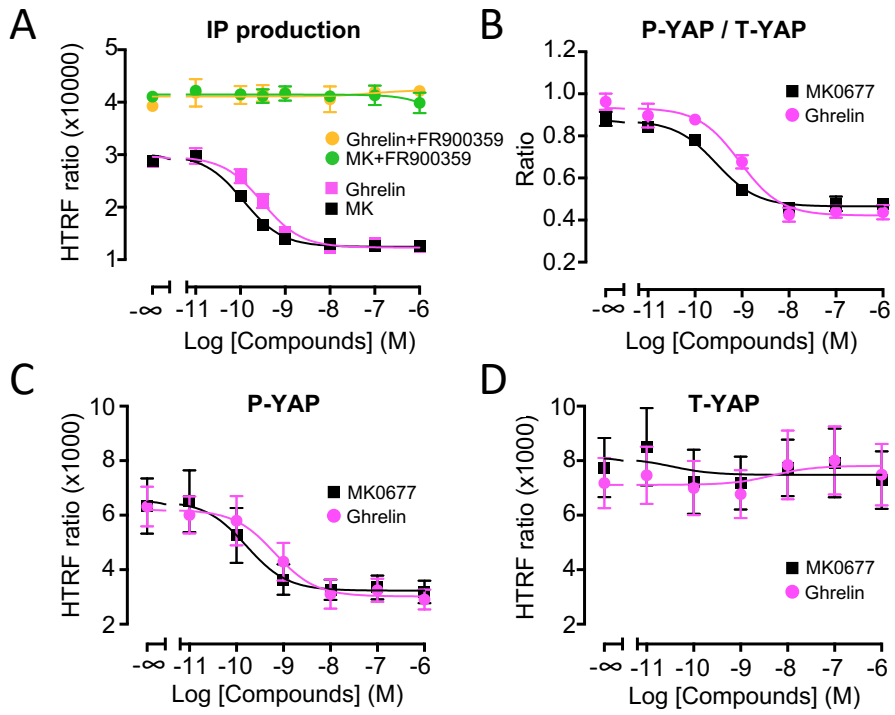 A
IP production
HTRF ratio (x10000)
5
4
3
2
1
Ghrelin+FR900359
MK+FR900359
Ghrelin
MK
-∞ -11 -10 -9 -8 -7 -6
Log [Compounds] (M)
B
P-YAP / T-YAP
Ratio
1.2
1.0
0.8
0.6
0.4
0.2
MK0677
Ghrelin
-∞ -11 -10 -9 -8 -7 -6
Log [Compounds] (M)
C
P-YAP
HTRF ratio (x1000)
10
8
6
4
2
MK0677
Ghrelin
-∞ -11 -10 -9 -8 -7 -6
Log [Compounds] (M)
D
T-YAP
HTRF ratio (x1000)
10
8
6
4
2
MK0677
Ghrelin
-∞ -11 -10 -9 -8 -7 -6
Log [Compounds] (M)